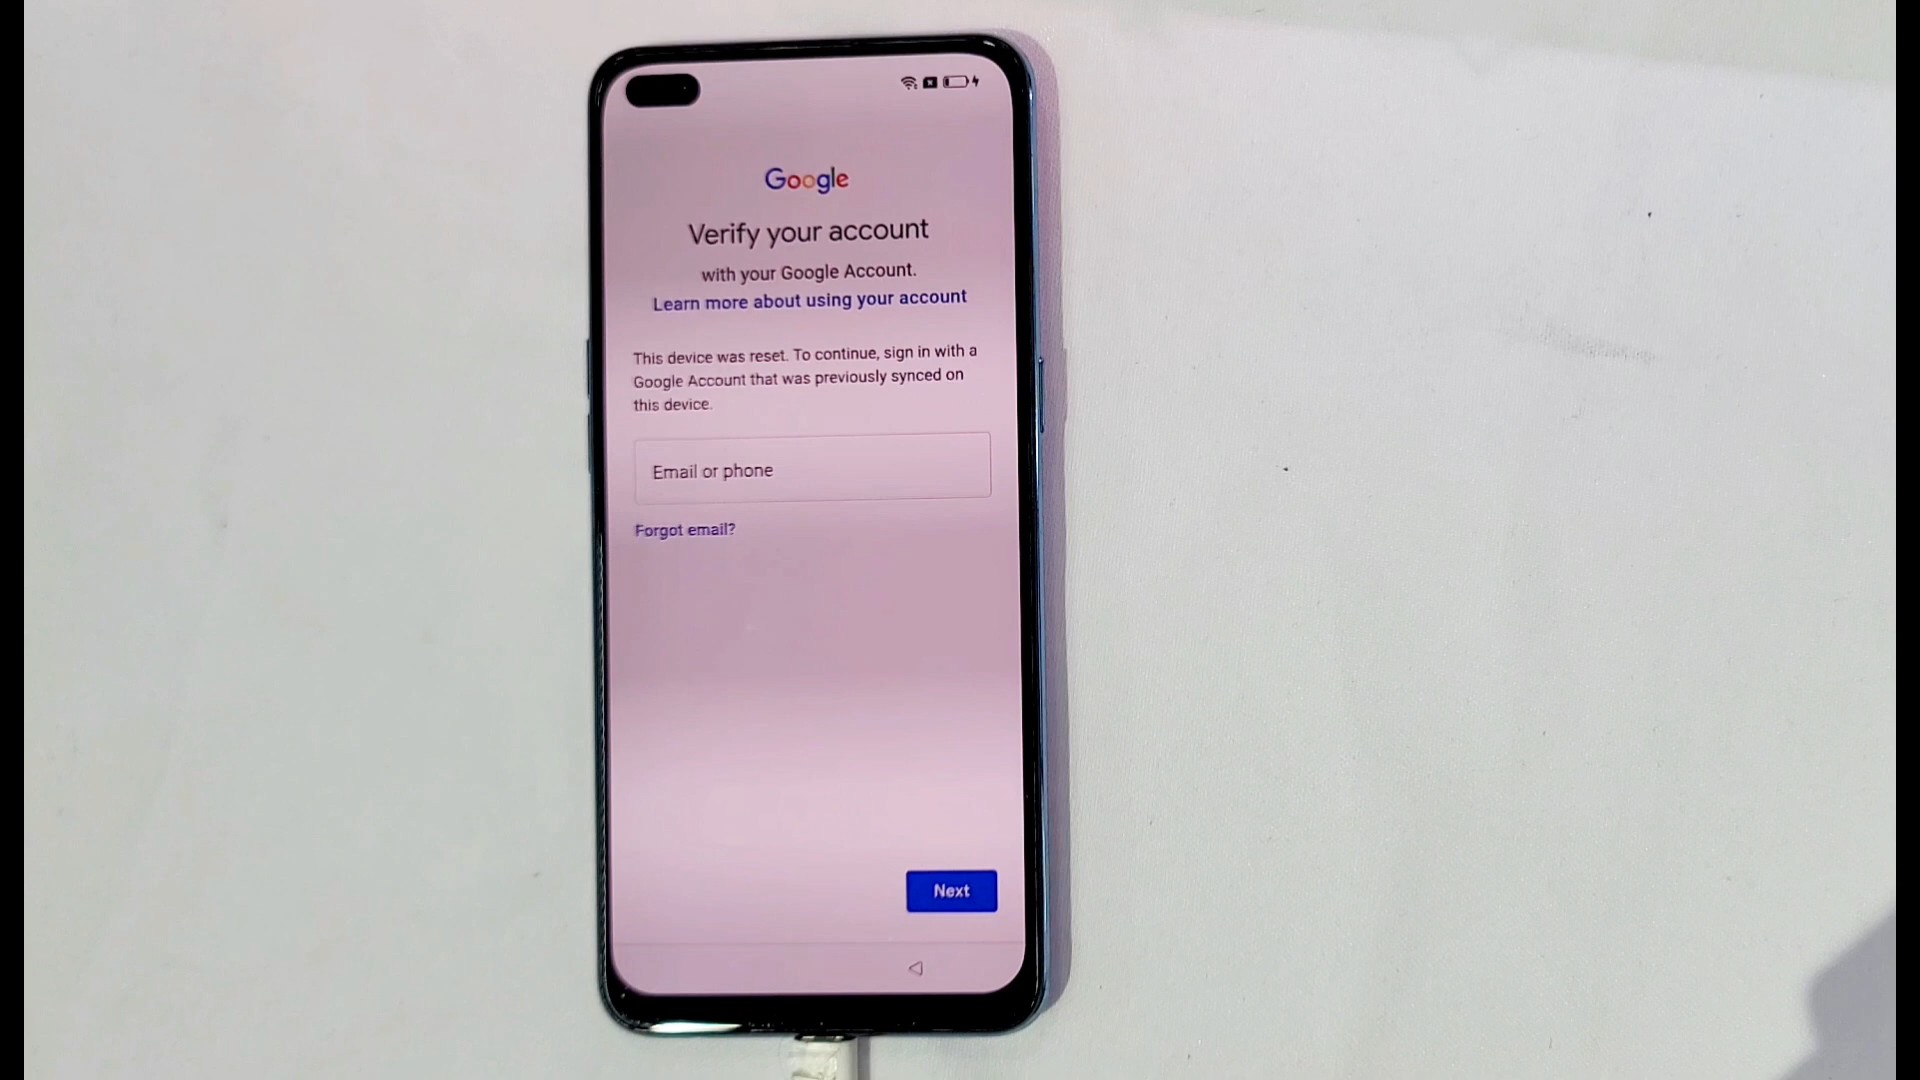 Google
Verify your account
with your Google Account.
Learn more about using your account
This device was reset. To continue, sign in with a
Google Account that was previously synced on
this device.
Email or phone
Forgot email?
Next